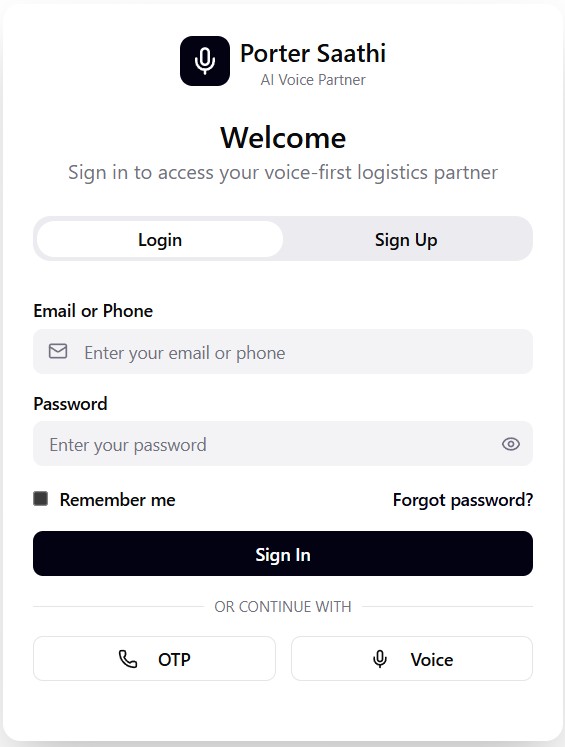 Porter Saathi
AI Voice Partner
Welcome
Sign in to access your voice-first logistics partner
Login Sign Up
Email or Phone
Enter your email or phone
Password
Enter your password
Remember me Forgot password?
Sign In
OR CONTINUE WITH
OTP Voice